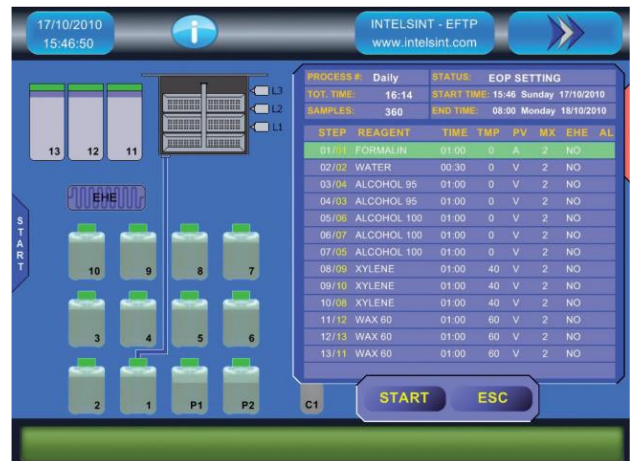 17/10/2010
15:46:50
i
INTELSINT - EFTP
www.intelsint.com
L3
L2
L1
13 12 11
EHE
START
10 9 8 7
3 4 5 6
2 1 P1 P2 C1
PROCESS #: Daily STATUS: EOP SETTING
TOT. TIME: 16:14 START TIME: 15:46 Sunday 17/10/2010
SAMPLES: 360 END TIME: 08:00 Monday 18/10/2010
STEP REAGENT TIME TMP PV MX EHE AL
01/01 FORMALIN 01:00 0 A 2 NO
02/02 WATER 00:30 0 V 2 NO
03/04 ALCOHOL 95 01:00 0 V 2 NO
04/03 ALCOHOL 95 01:00 0 V 2 NO
05/06 ALCOHOL 100 01:00 0 V 2 NO
06/07 ALCOHOL 100 01:00 0 V 2 NO
07/05 ALCOHOL 100 01:00 0 V 2 NO
08/09 XYLENE 01:00 40 V 2 NO
09/10 XYLENE 01:00 40 V 2 NO
10/08 XYLENE 01:00 40 V 2 NO
11/12 WAX 60 01:00 60 V 2 NO
12/13 WAX 60 01:00 60 V 2 NO
13/11 WAX 60 01:00 60 V 2 NO
START ESC